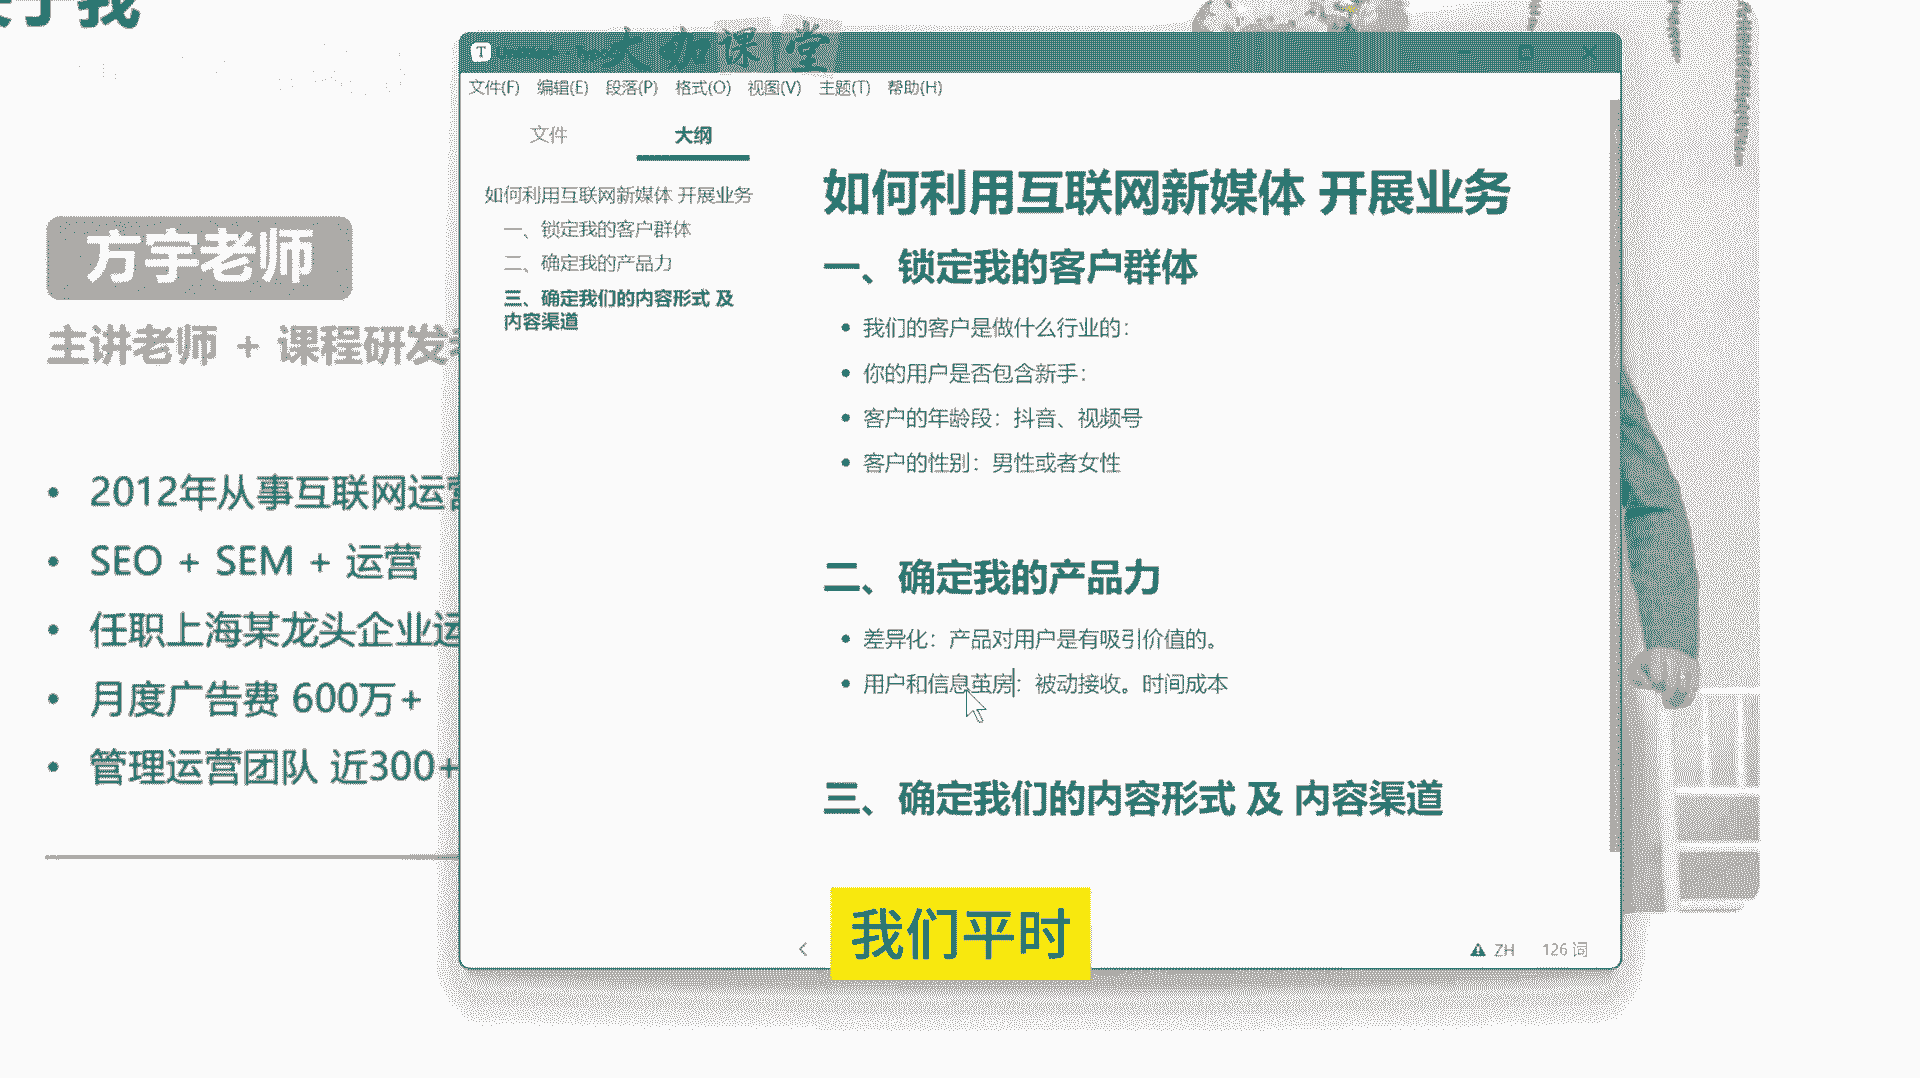 于我
方宇老师
主讲老师 + 课程研发
2012年从事互联网运营
SEO + SEM + 运营
任职上海某龙头企业运
月度广告费 600万+
管理运营团队 近300+
大咖课堂
文件(F) 编辑(E) 段落(P) 格式(O) 视图(V) 主题(T) 帮助(H)
文件 大纲
如何利用互联网新媒体 开展业务
一、锁定我的客户群体
二、确定我的产品力
三、确定我们的内容形式 及
内容渠道
如何利用互联网新媒体 开展业务
一、锁定我的客户群体
我们的客户是做什么行业的：
你的用户是否包含新手：
客户的年龄段：抖音、视频号
客户的性别：男性或者女性
二、确定我的产品力
差异化：产品对用户是有吸引价值的。
用户和信息茧房：被动接收。时间成本
三、确定我们的内容形式 及 内容渠道
我们平时
ZH 126 词